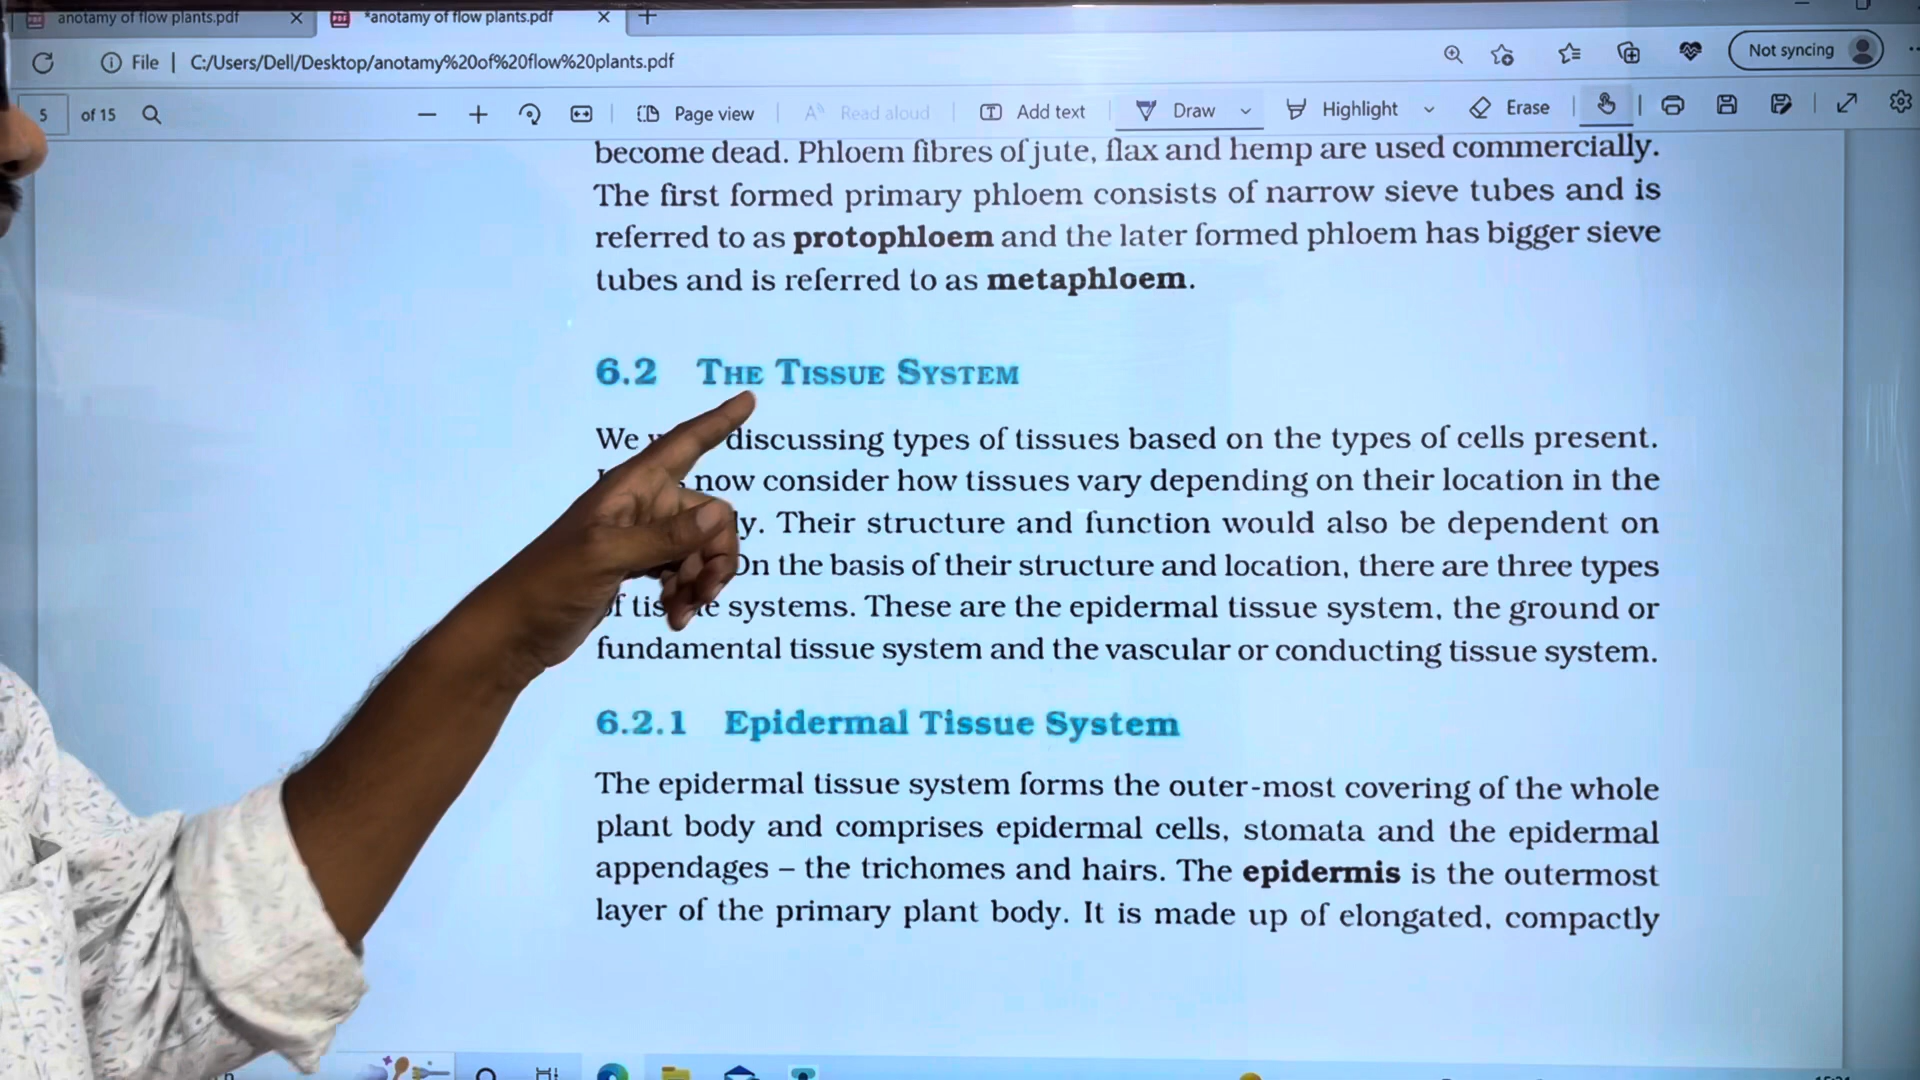 anotamy of flow plants.pdf
*anotamy of flow plants.pdf
File
C:/Users/Dell/Desktop/anotamy%20of%20flow%20plants.pdf
Not syncing
5 of 15
Page view
Read aloud
Add text
Draw
Highlight
Erase
become dead. Phloem fibres of jute, flax and hemp are used commercially.
The first formed primary phloem consists of narrow sieve tubes and is
referred to as protophloem and the later formed phloem has bigger sieve
tubes and is referred to as metaphloem.
6.2 THE TISSUE SYSTEM
We discussing types of tissues based on the types of cells present.
now consider how tissues vary depending on their location in the
Their structure and function would also be dependent on
On the basis of their structure and location, there are three types
of systems. These are the epidermal tissue system, the ground or
fundamental tissue system and the vascular or conducting tissue system.
6.2.1 Epidermal Tissue System
The epidermal tissue system forms the outer-most covering of the whole
plant body and comprises epidermal cells, stomata and the epidermal
appendages – the trichomes and hairs. The epidermis is the outermost
layer of the primary plant body. It is made up of elongated, compactly